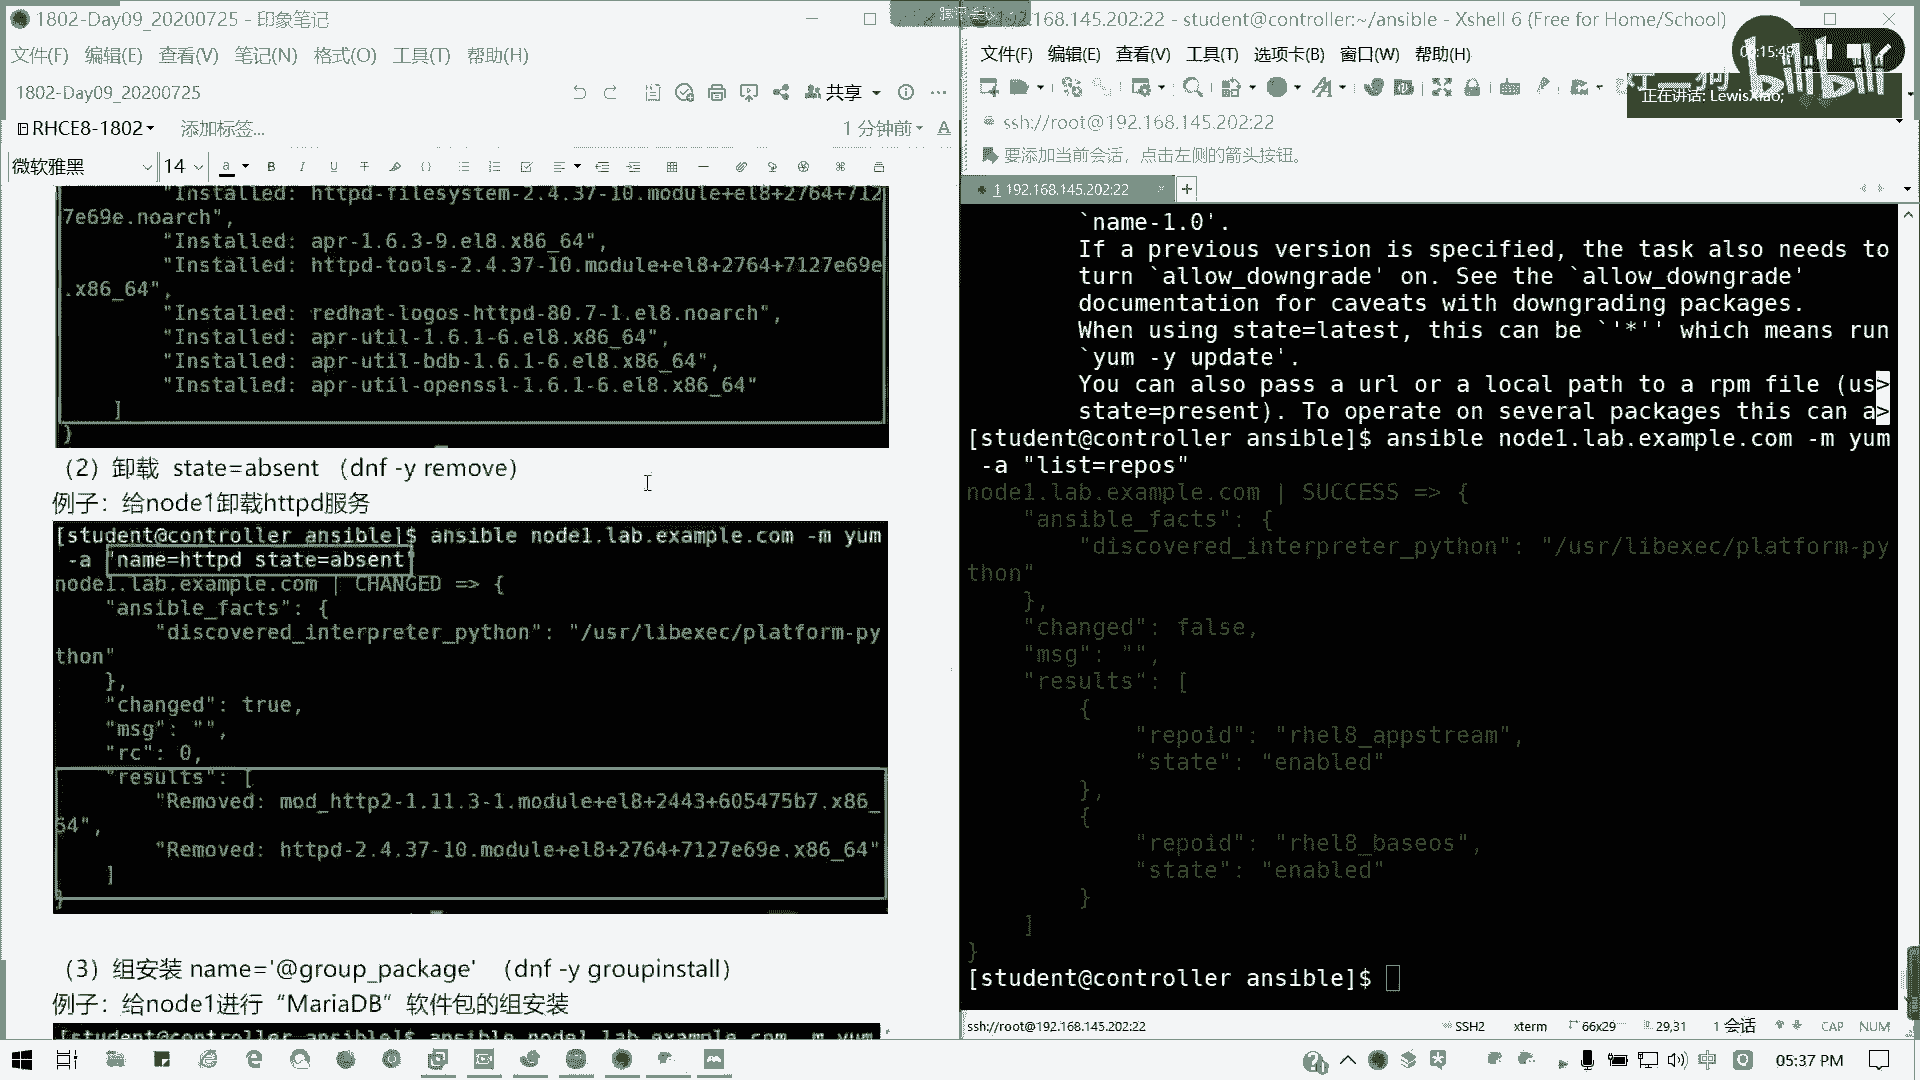 1802-Day09_20200725 - 印象笔记
文件(F) 编辑(E) 查看(V) 笔记(N) 格式(O) 工具(T) 帮助(H)
1802-Day09_20200725
共享
RHCE8-1802
添加标签...
1 分钟前
微软雅黑
14
"Installed: httpd-filesystem-2.4.37-10.module+el8+2764+712
7e69e.noarch",
"Installed: apr-1.6.3-9.el8.x86_64",
"Installed: httpd-tools-2.4.37-10.module+el8+2764+7127e69e
.x86_64",
"Installed: redhat-logos-httpd-80.7-1.el8.noarch",
"Installed: apr-util-1.6.1-6.el8.x86_64",
"Installed: apr-util-bdb-1.6.1-6.el8.x86_64",
"Installed: apr-util-openssl-1.6.1-6.el8.x86_64"
]
}
（2）卸载 state=absent （dnf -y remove）
例子：给node1卸载httpd服务
[student@controller ansible]$ ansible node1.lab.example.com -m yum
-a "name=httpd state=absent"
node1.lab.example.com | CHANGED => {
"ansible_facts": {
"discovered_interpreter_python": "/usr/libexec/platform-py
thon"
},
"changed": true,
"msg": "",
"rc": 0,
"results": [
"Removed: mod_http2-1.11.3-1.module+el8+2443+605475b7.x86_
64",
"Removed: httpd-2.4.37-10.module+el8+2764+7127e69e.x86_64"
]
}
（3）组安装 name='@group_package' （dnf -y groupinstall）
例子：给node1进行“MariaDB”软件包的组安装
[student@controller ansible]$ ansible node1.lab.example.com -m yum
192.168.145.202:22 - student@controller:~/ansible - Xshell 6 (Free for Home/School)
文件(F) 编辑(E) 查看(V) 工具(T) 选项卡(B) 窗口(W) 帮助(H)
bilibili
正在讲话: LewisXiao;
ssh://root@192.168.145.202:22
要添加当前会话，点击左侧的箭头按钮。
1 192.168.145.202:22
`name-1.0'.
If a previous version is specified, the task also needs to
turn `allow_downgrade' on. See the `allow_downgrade'
documentation for caveats with downgrading packages.
When using state=latest, this can be `'*'' which means run
`yum -y update'.
You can also pass a url or a local path to a rpm file (us>
state=present). To operate on several packages this can a>
[student@controller ansible]$ ansible node1.lab.example.com -m yum
-a "list=repos"
node1.lab.example.com | SUCCESS => {
"ansible_facts": {
"discovered_interpreter_python": "/usr/libexec/platform-py
thon"
},
"changed": false,
"msg": "",
"results": [
{
"repoid": "rhel8_appstream",
"state": "enabled"
},
{
"repoid": "rhel8_baseos",
"state": "enabled"
}
]
}
[student@controller ansible]$
ssh://root@192.168.145.202:22
SSH2 xterm 66x29 29,31 1 会话 CAP NUM
中
05:37 PM